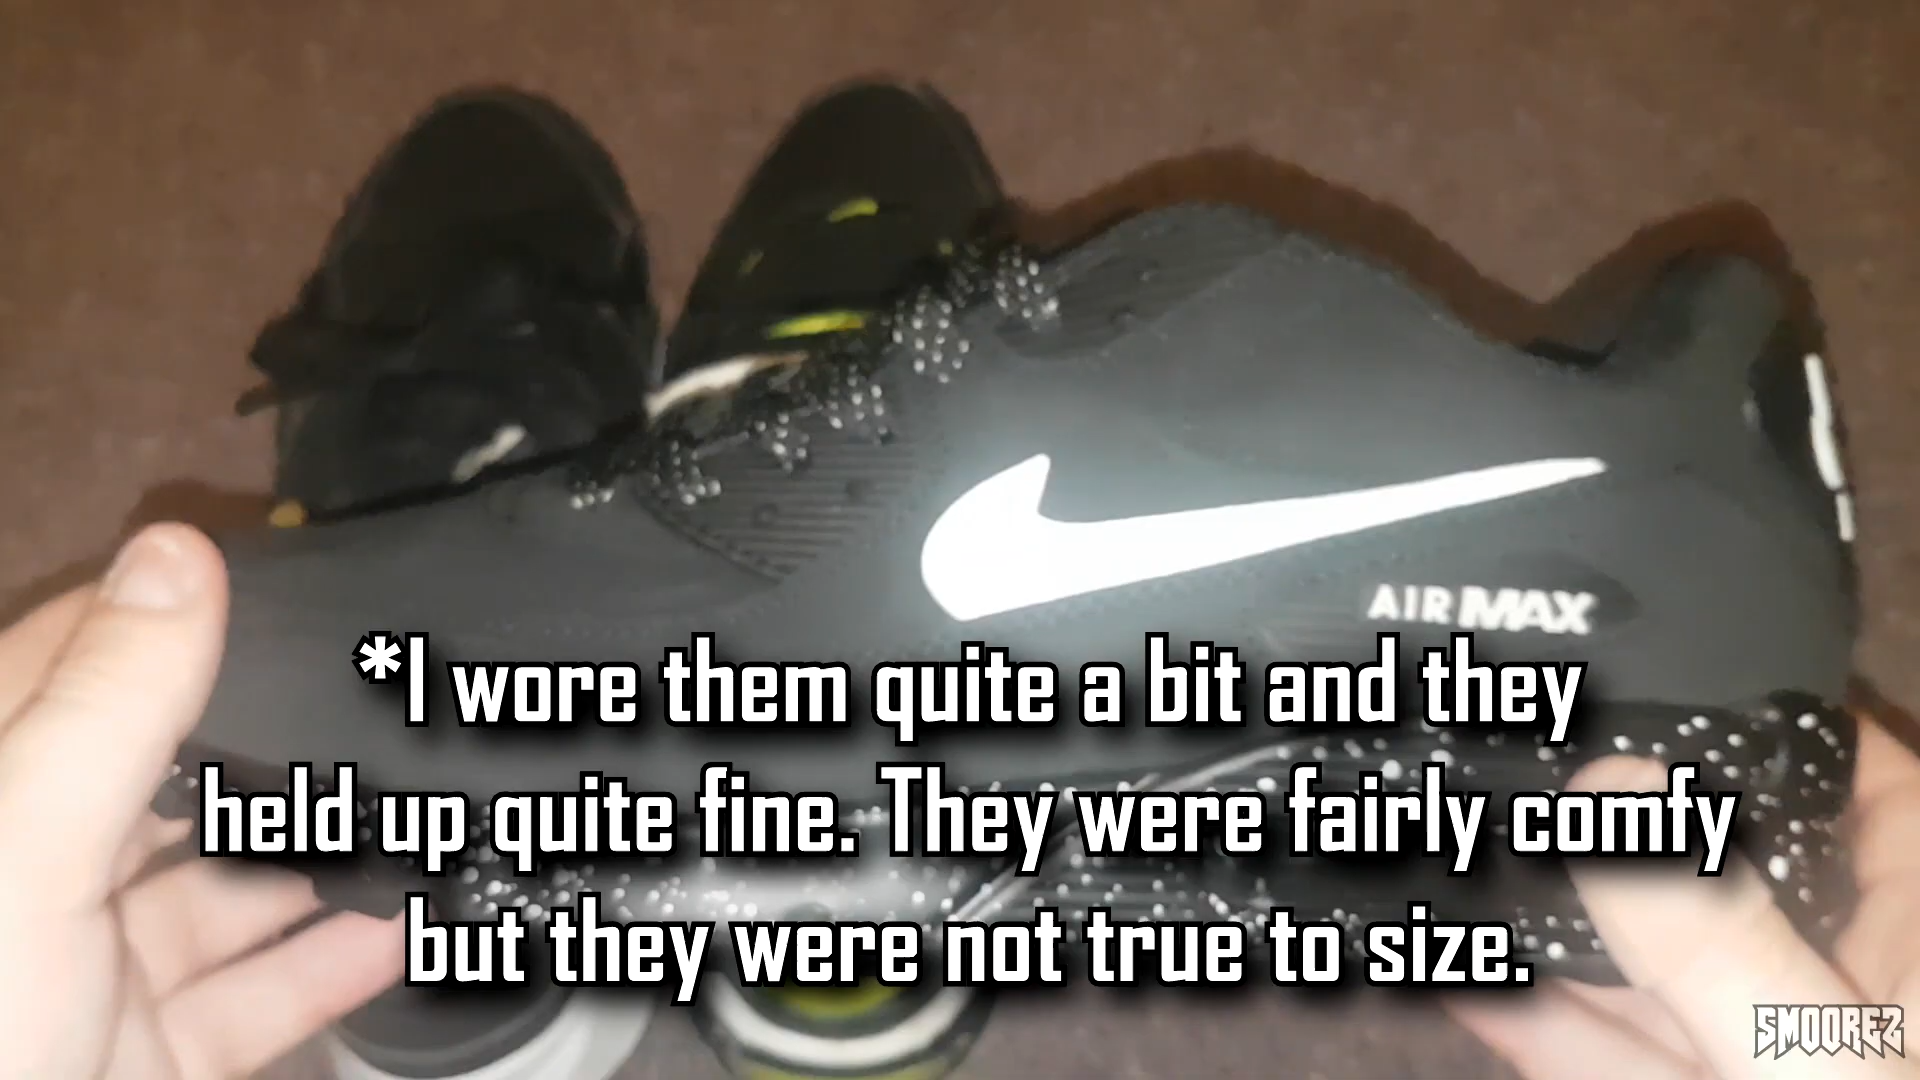 AIR MAX
*I wore them quite a bit and they
held up quite fine. They were fairly comfy
but they were not true to size.
SMOOREZ